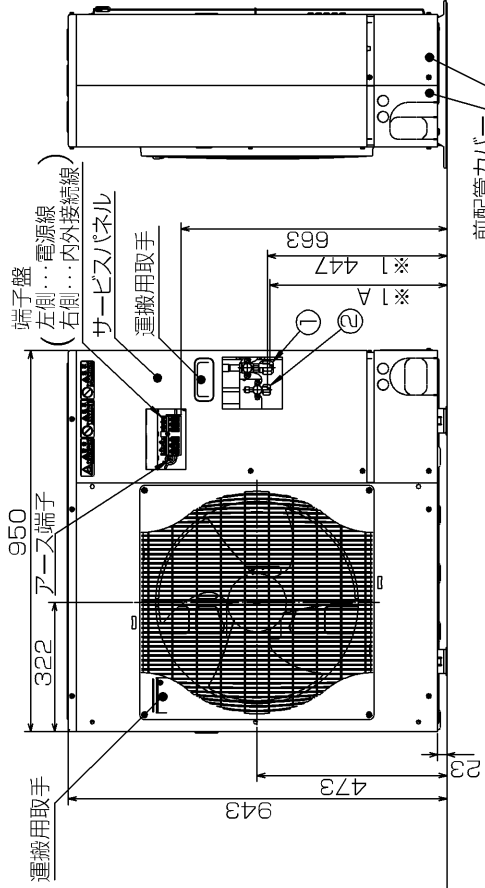 端子盤
左側…電源線
右側…内外接続線
サービスパネル
運搬用取手
アース端子
運搬用取手
950
322
943
473
23
※1 A
※1 447
663
①
②
前配管カバー